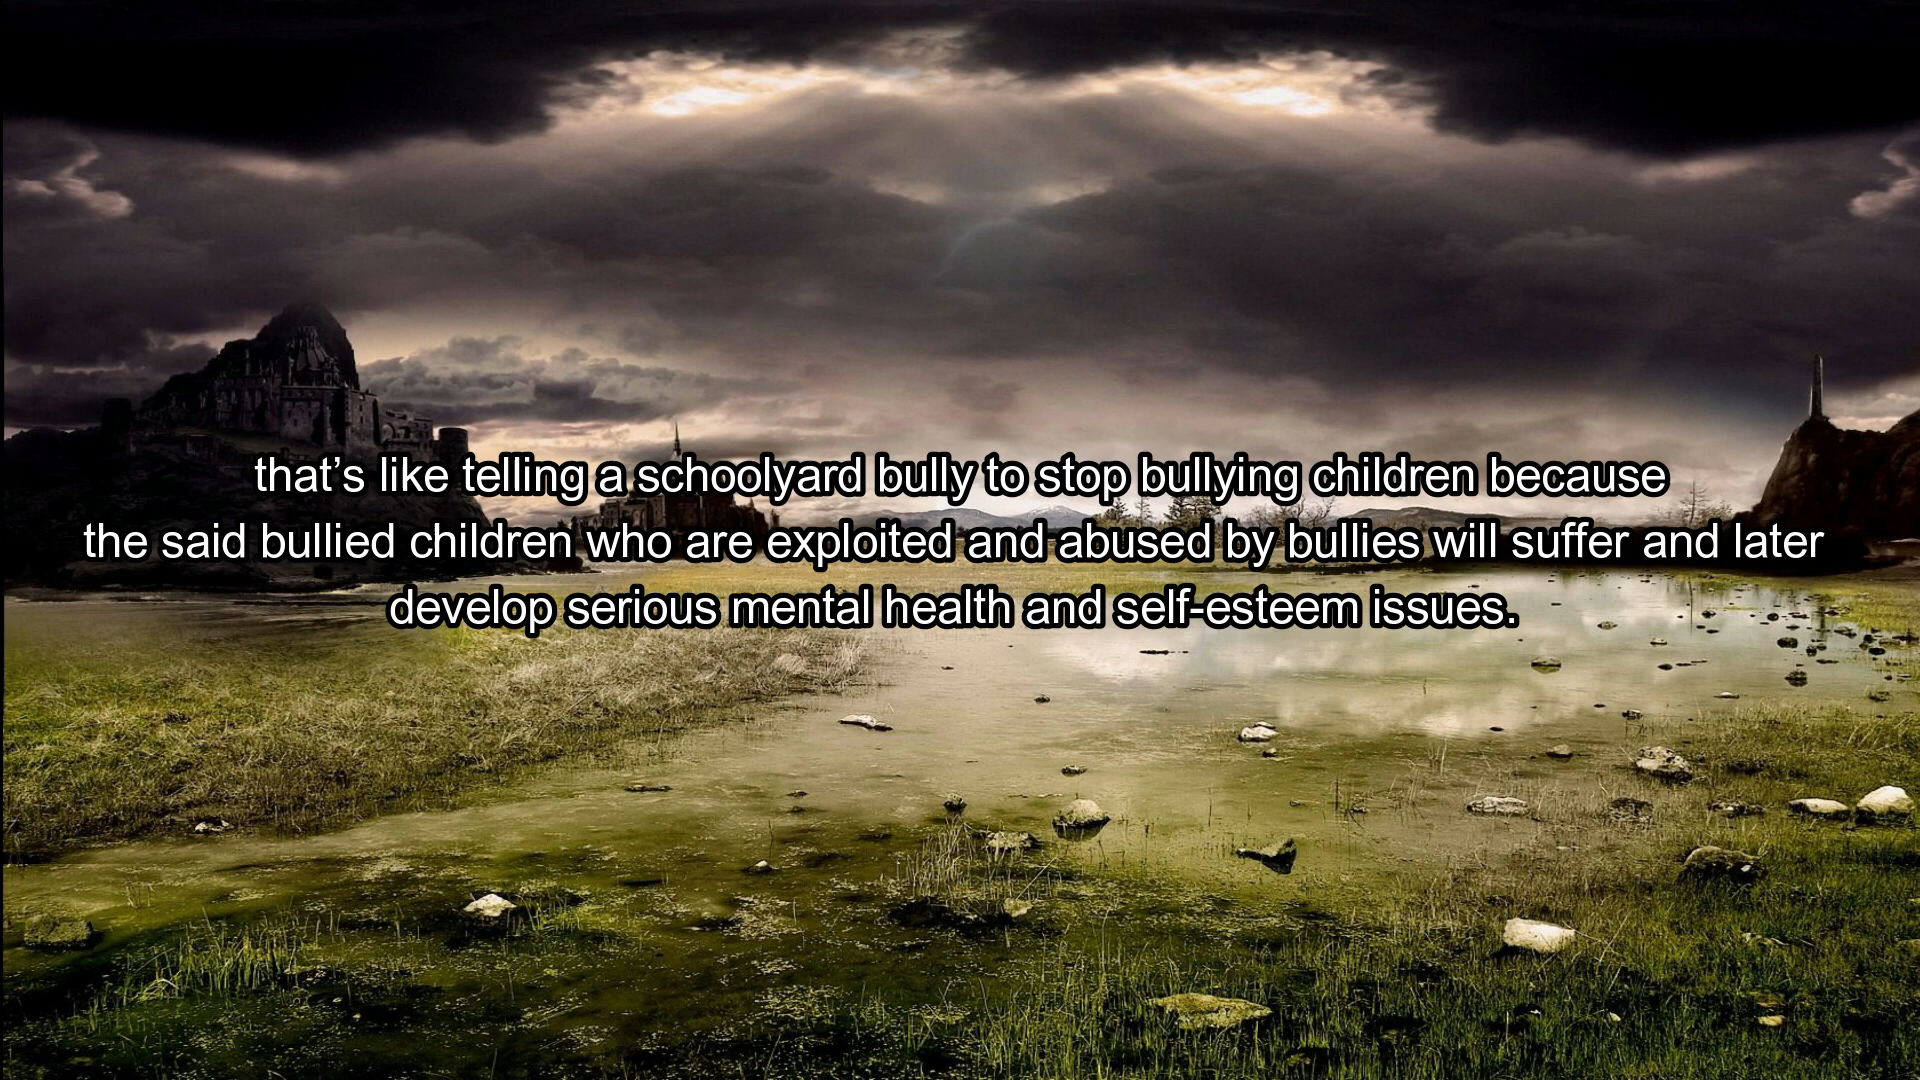 that’s like telling a schoolyard bully to stop bullying children because
the said bullied children who are exploited and abused by bullies will suffer and later
develop serious mental health and self-esteem issues.